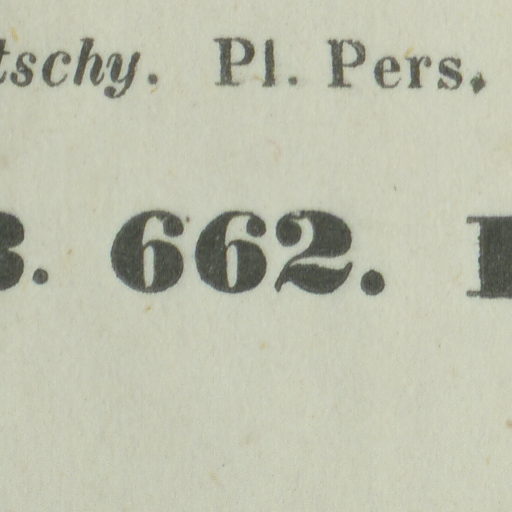 tschy. Pl. Pers.
3. 662.